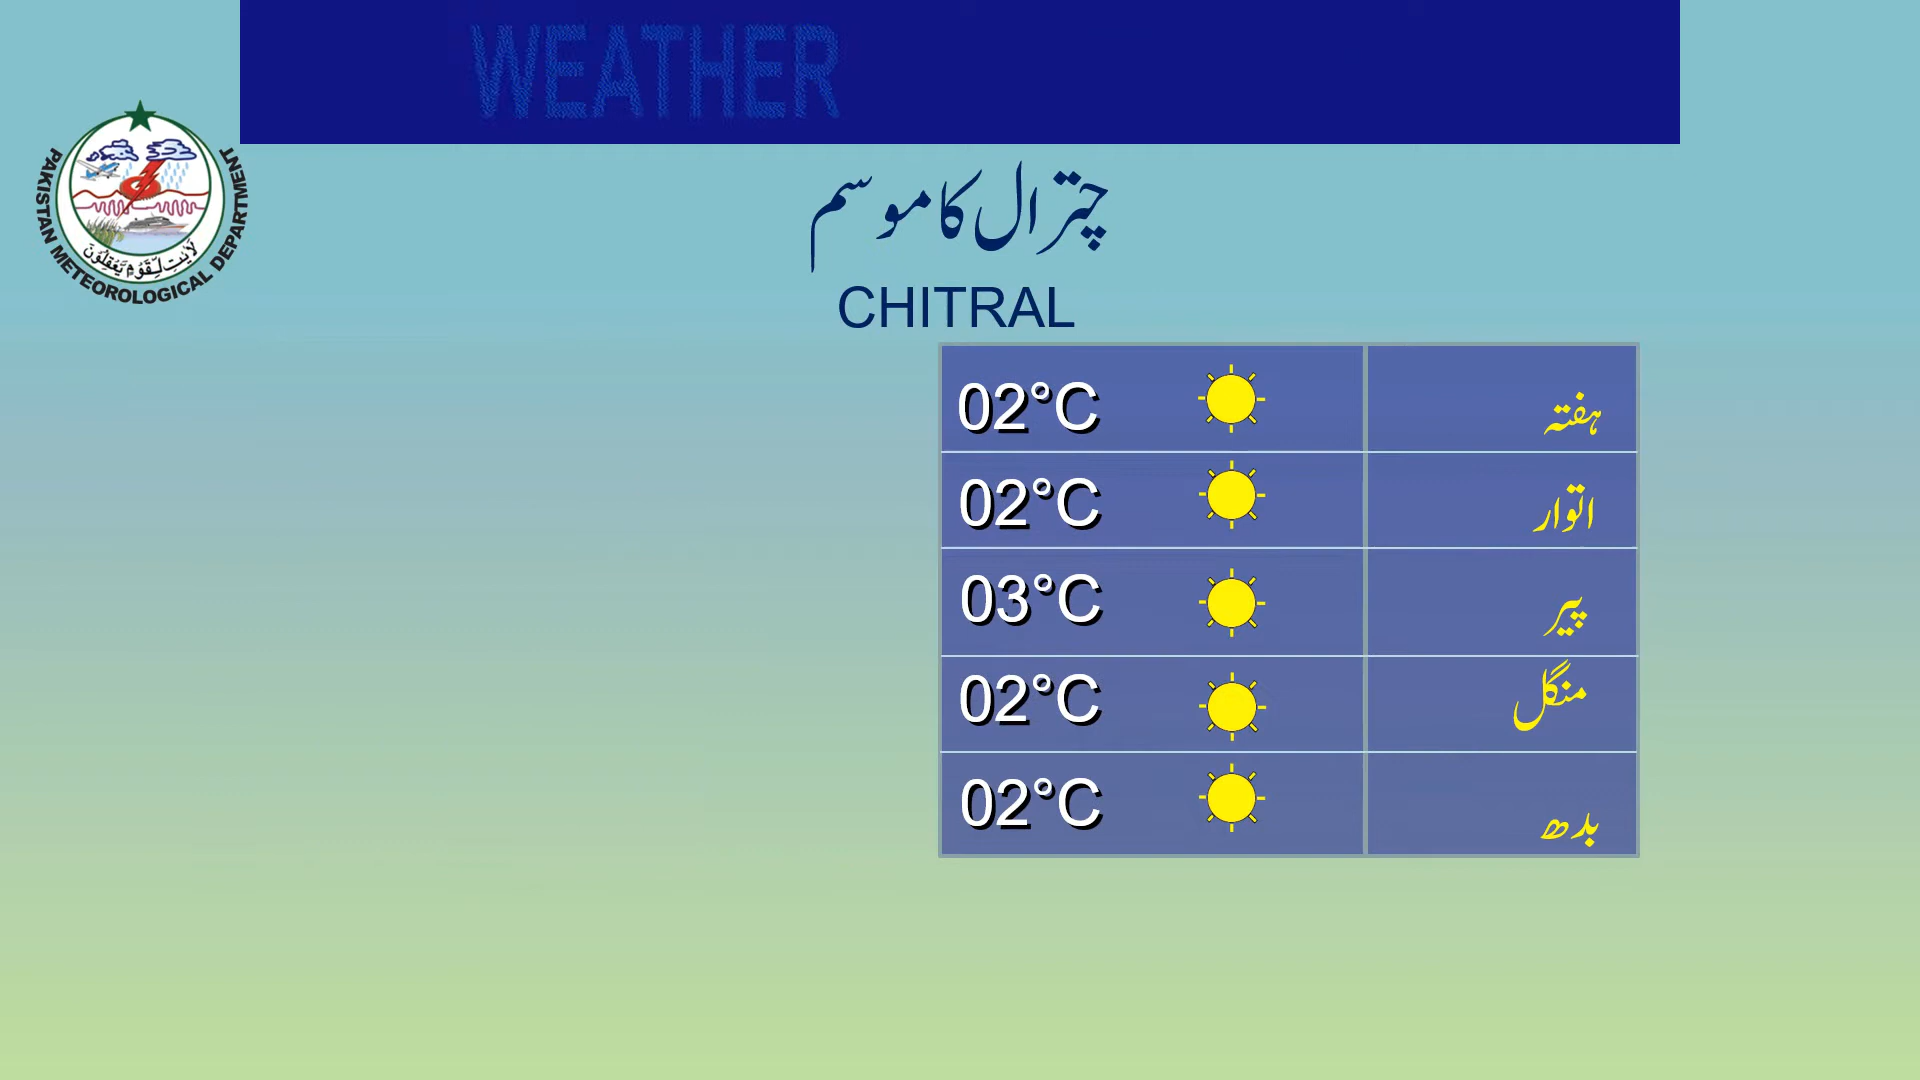 WEATHER
PAKISTAN METEOROLOGICAL DEPARTMENT
لَاٰيٰتٍ لِّقَوْمٍ يَّعْقِلُوْنَ
چترال کا موسم
CHITRAL
02°C ہفتہ
02°C اتوار
03°C پیر
02°C منگل
02°C بدھ